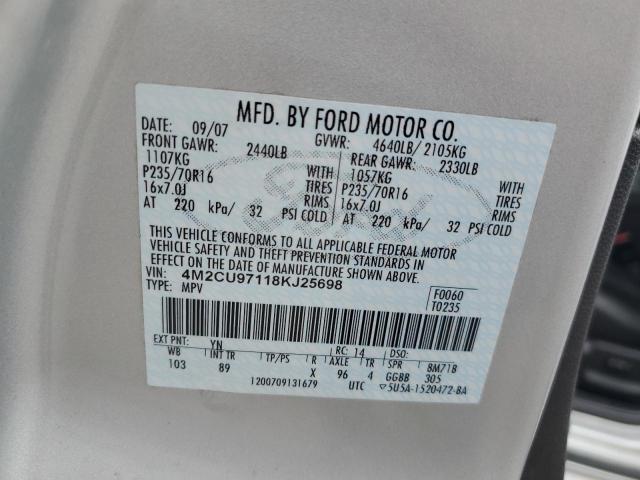 MFD. BY FORD MOTOR CO.
DATE: 09/07 GVWR: 4640LB/ 2105KG
FRONT GAWR: 2440LB REAR GAWR: 2330LB
1107KG WITH 1057KG WITH
P235/70R16 TIRES P235/70R16 TIRES
16x7.0J RIMS 16x7.0J RIMS
AT 220 kPa/ 32 PSI COLD AT 220 kPa/ 32 PSI COLD
THIS VEHICLE CONFORMS TO ALL APPLICABLE FEDERAL MOTOR
VEHICLE SAFETY AND THEFT PREVENTION STANDARDS IN
EFFECT ON THE DATE OF MANUFACTURE SHOWN ABOVE.
VIN: 4M2CU97118KJ25698
TYPE: MPV
F0060
T0235
EXT PNT: YN RC: 14 DSO:
WB INT TR TP/PS R AXLE TR SPR BM71B
103 89 X 96 4 GGBB 305
1200709131679 UTC 5U5A-1520472-BA
Ford